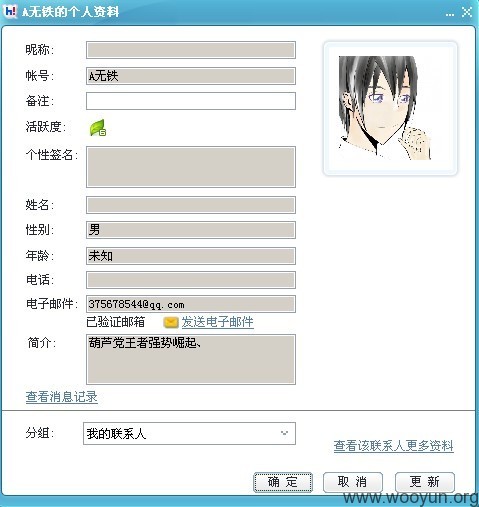 h! A无铁的个人资料
昵称:
帐号: A无铁
备注:
活跃度:
个性签名:
姓名:
性别: 男
年龄: 未知
电话:
电子邮件: 375678544@qq.com
已验证邮箱 发送电子邮件
简介: 葫芦党王者强势崛起、
查看消息记录
分组: 我的联系人
查看该联系人更多资料
确 定 取 消 更 新
www.wooyun.org